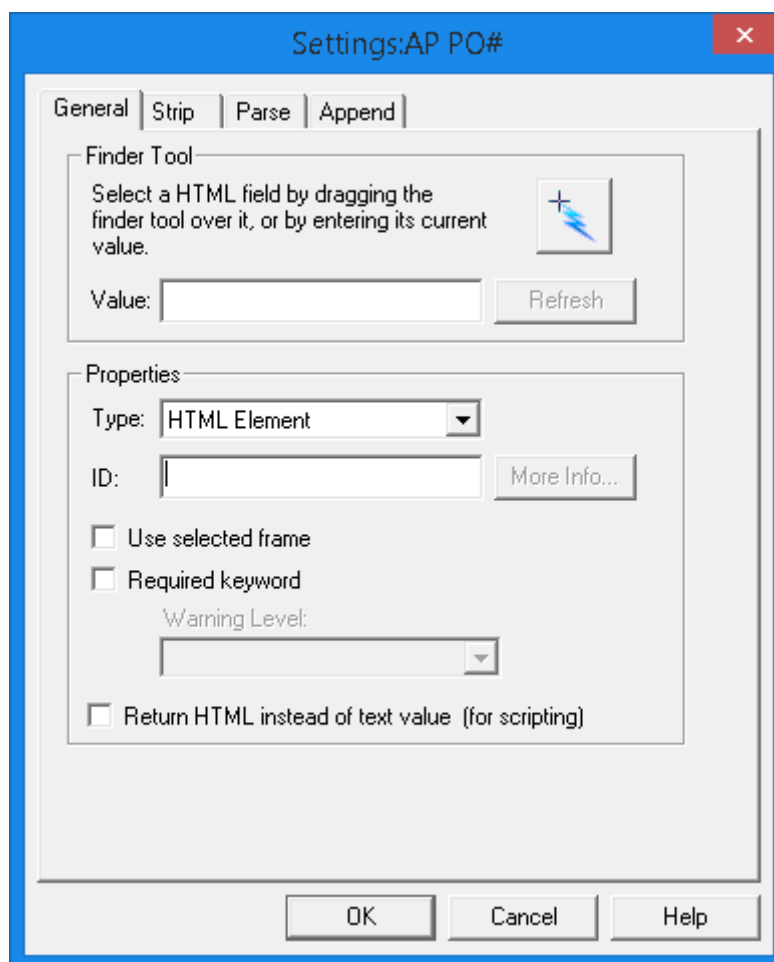 Settings:AP PO#
General Strip Parse Append
Finder Tool
Select a HTML field by dragging the
finder tool over it, or by entering its current
value.
Value: Refresh
Properties
Type: HTML Element
ID: More Info...
Use selected frame
Required keyword
Warning Level:
Return HTML instead of text value (for scripting)
OK Cancel Help